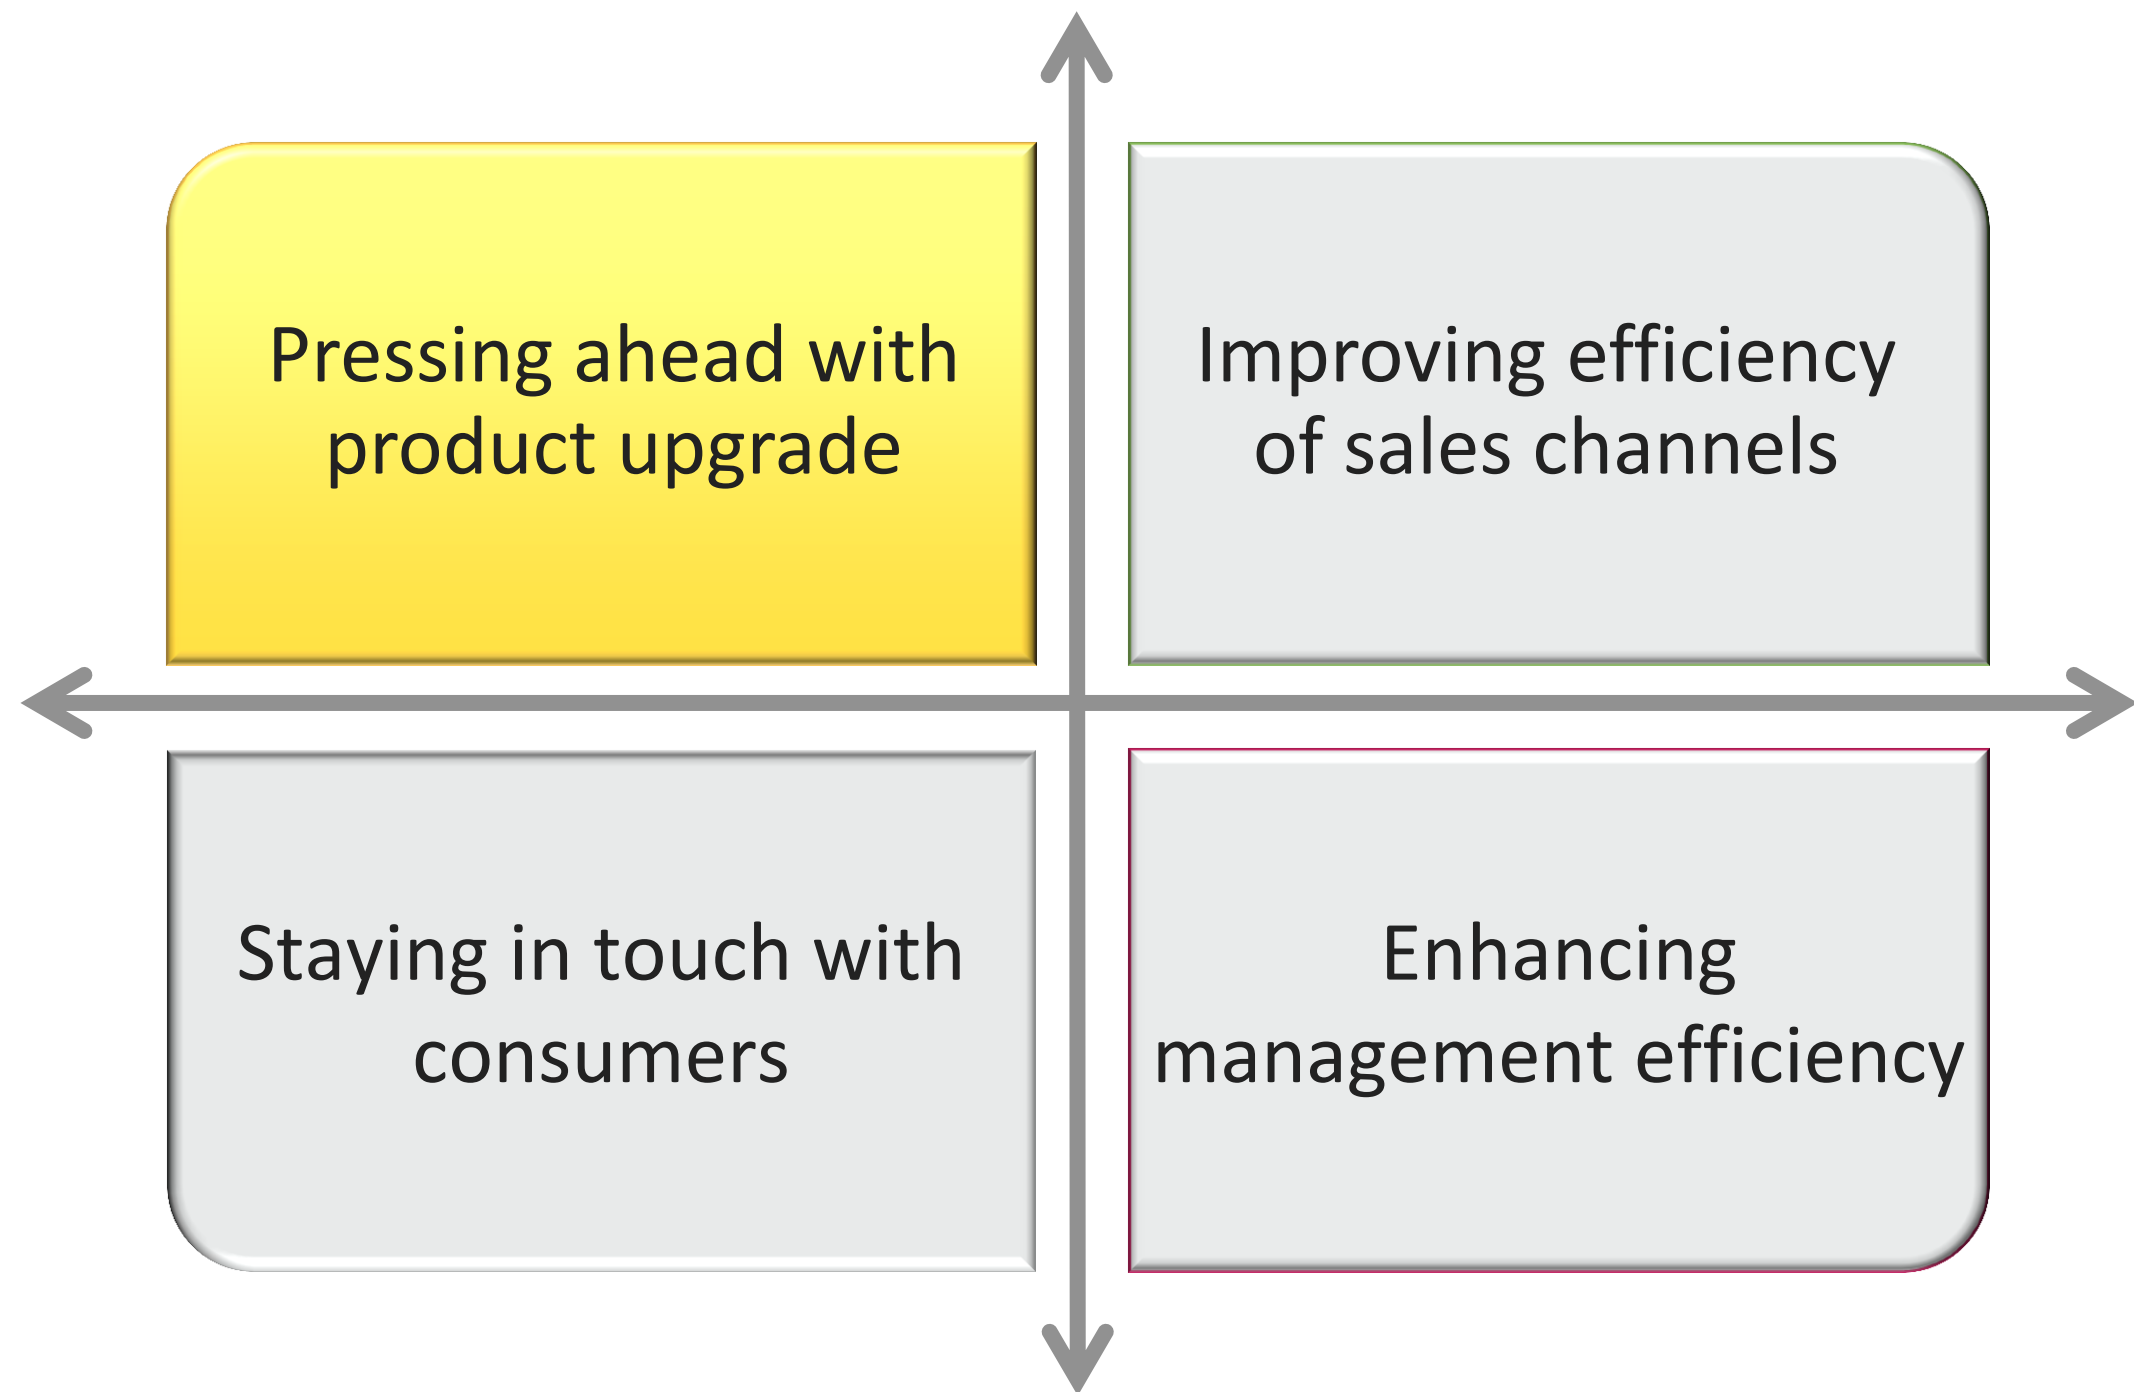 Pressing ahead with
product upgrade
Improving efficiency
of sales channels
Staying in touch with
consumers
Enhancing
management efficiency